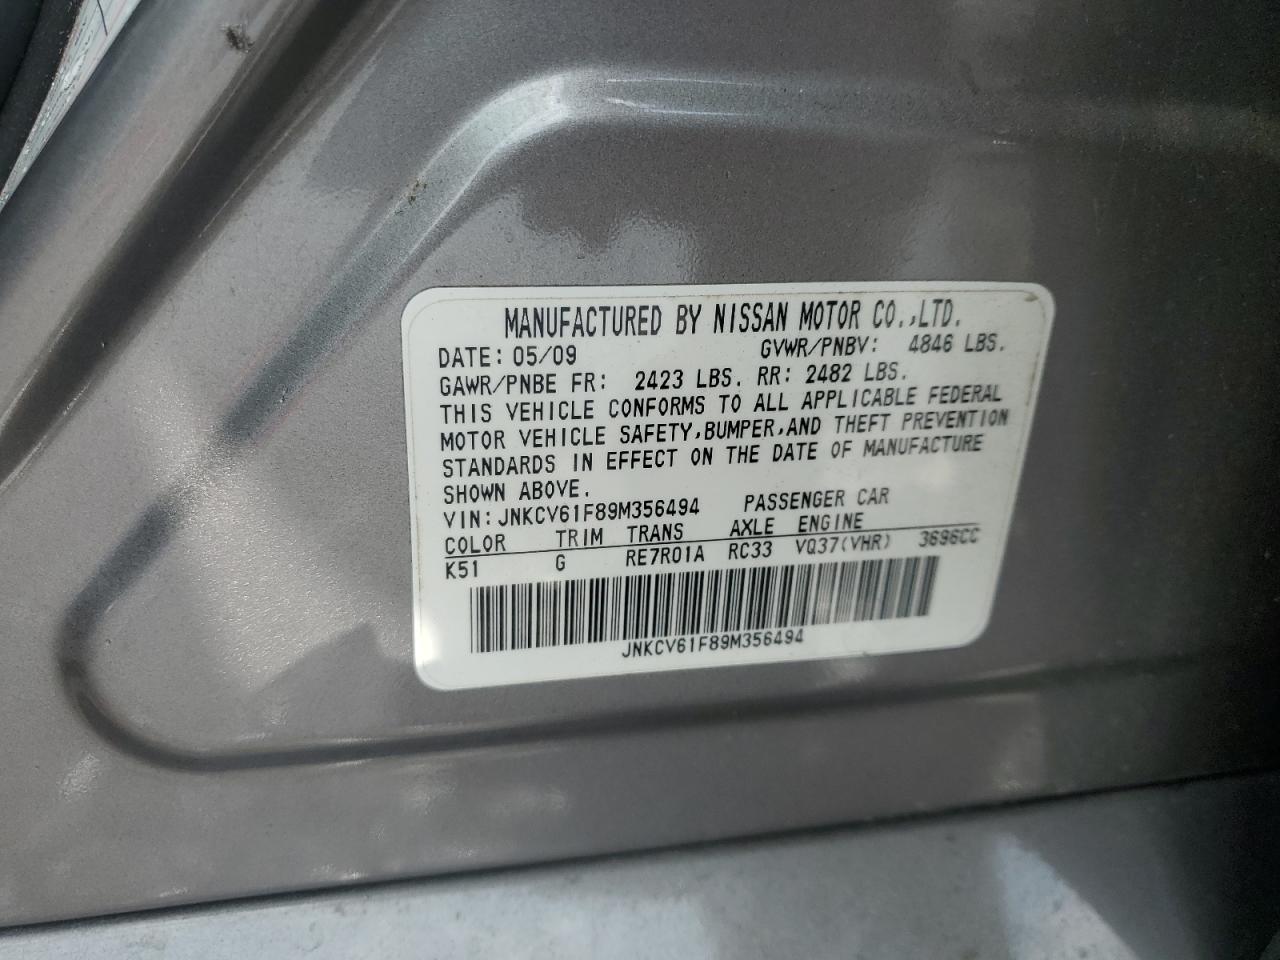 MANUFACTURED BY NISSAN MOTOR CO.,LTD.
DATE: 05/09 GVWR/PNBV: 4846 LBS.
GAWR/PNBE FR: 2423 LBS. RR: 2482 LBS.
THIS VEHICLE CONFORMS TO ALL APPLICABLE FEDERAL
MOTOR VEHICLE SAFETY,BUMPER,AND THEFT PREVENTION
STANDARDS IN EFFECT ON THE DATE OF MANUFACTURE
SHOWN ABOVE.
VIN:JNKCV61F89M356494 PASSENGER CAR
COLOR TRIM TRANS AXLE ENGINE
K51 G RE7R01A RC33 VQ37(VHR) 3696CC
JNKCV61F89M356494